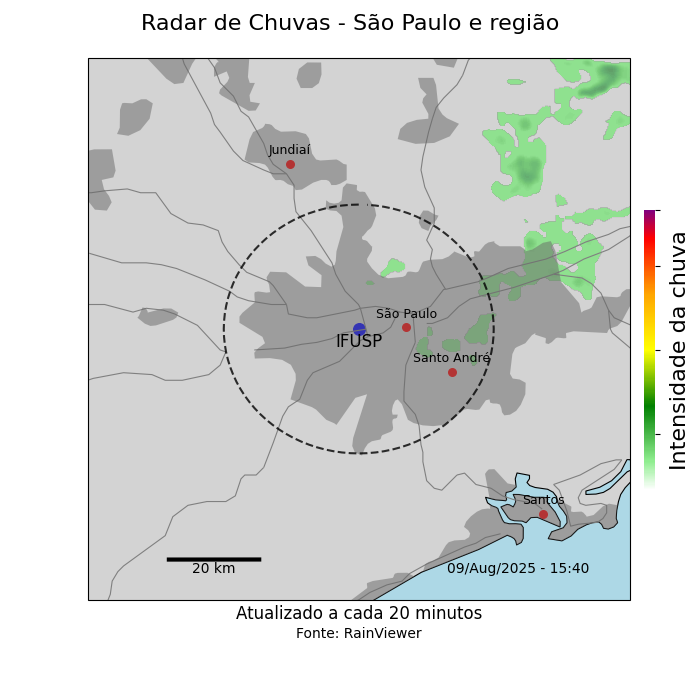 Radar de Chuvas - São Paulo e região
Jundiaí
São Paulo
IFUSP
Santo André
Santos
20 km
09/Aug/2025 - 15:40
Intensidade da chuva
Atualizado a cada 20 minutos
Fonte: RainViewer